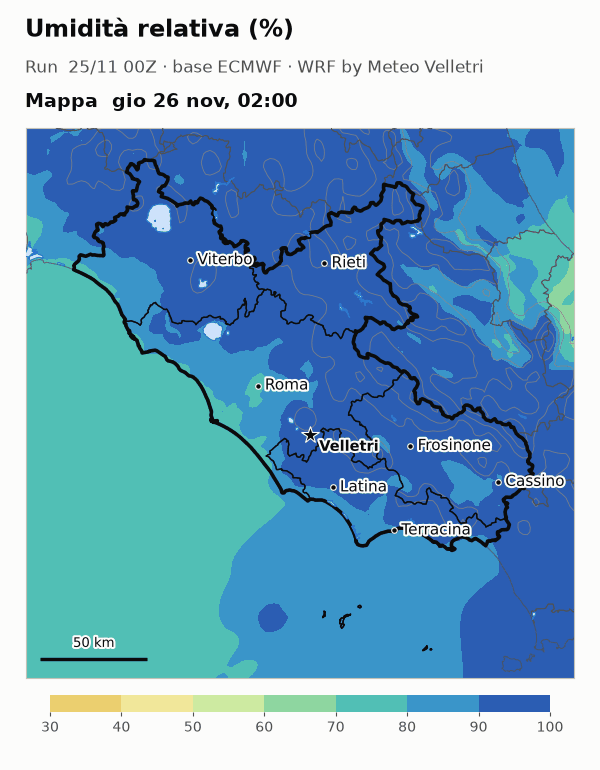 Umidità relativa (%)
Run  25/11 00Z · base ECMWF · WRF by Meteo Velletri
Mappa  gio 26 nov, 02:00
Viterbo
Rieti
Roma
Velletri
Frosinone
Latina
Cassino
Terracina
50 km
30 40 50 60 70 80 90 100